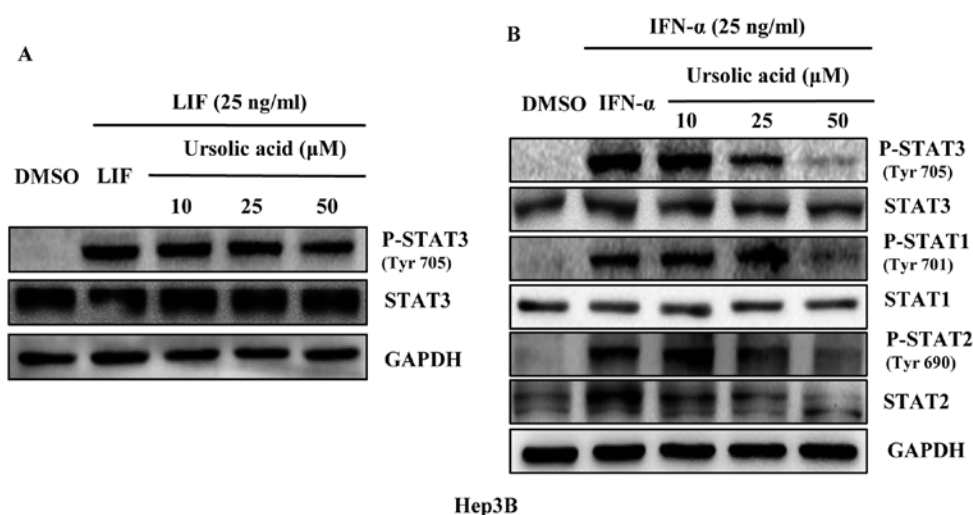 A
LIF (25 ng/ml)
Ursolic acid (μM)
DMSO LIF
10 25 50
P-STAT3
(Tyr 705)
STAT3
GAPDH
B
IFN-α (25 ng/ml)
Ursolic acid (μM)
DMSO IFN-α
10 25 50
P-STAT3
(Tyr 705)
STAT3
P-STAT1
(Tyr 701)
STAT1
P-STAT2
(Tyr 690)
STAT2
GAPDH
Hep3B